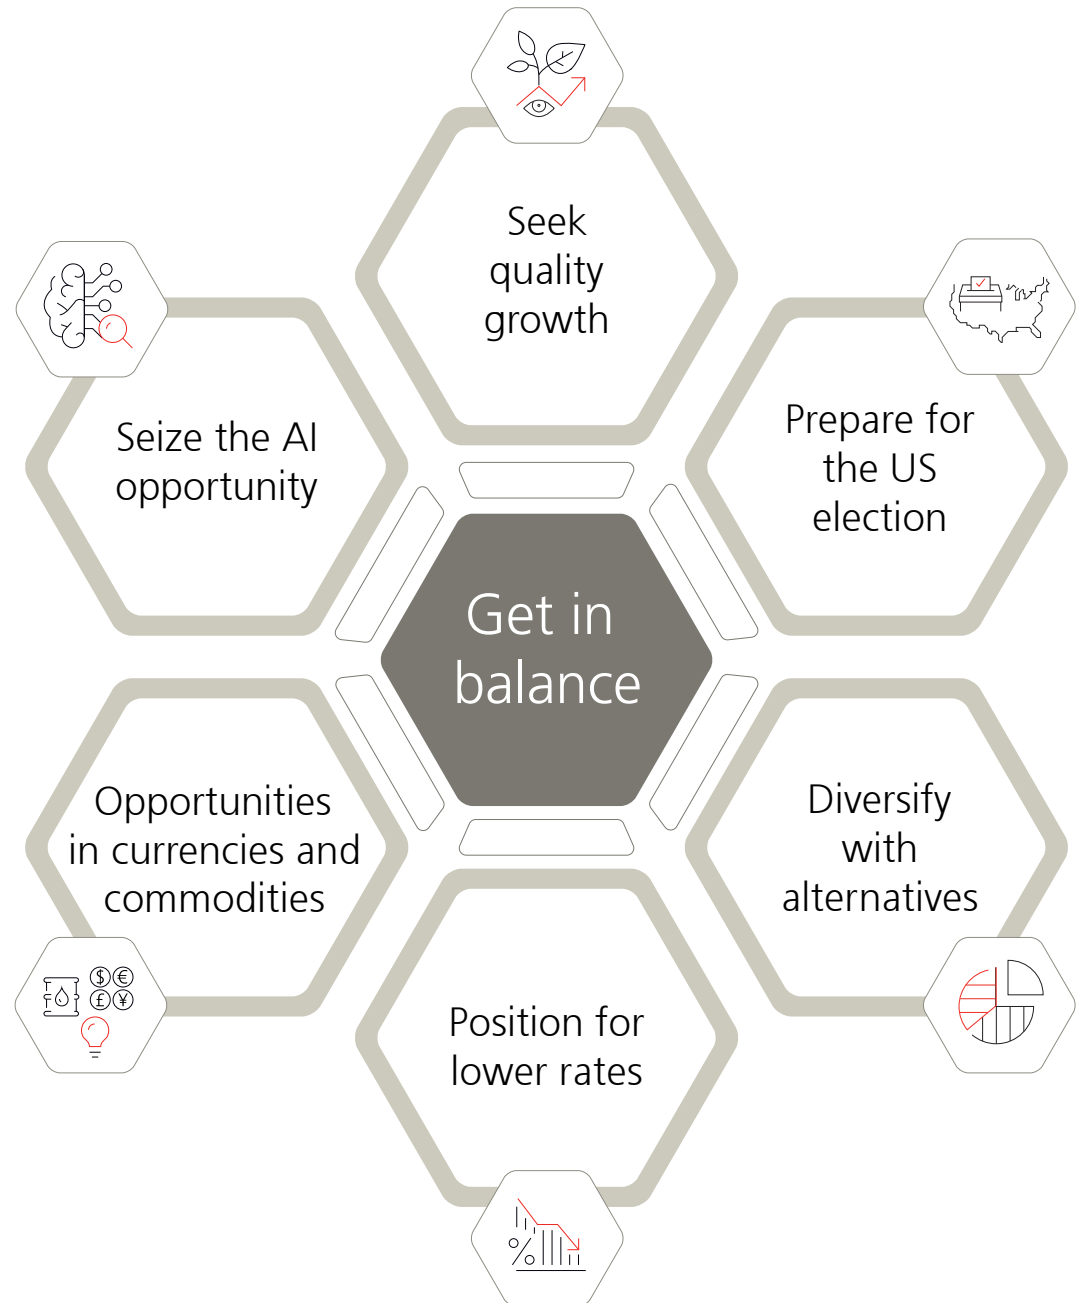 Seek
quality
growth
Prepare for
the US
election
Seize the AI
opportunity
Get in
balance
Opportunities
in currencies and
commodities
Diversify
with
alternatives
Position for
lower rates
$ €
£ ¥
%